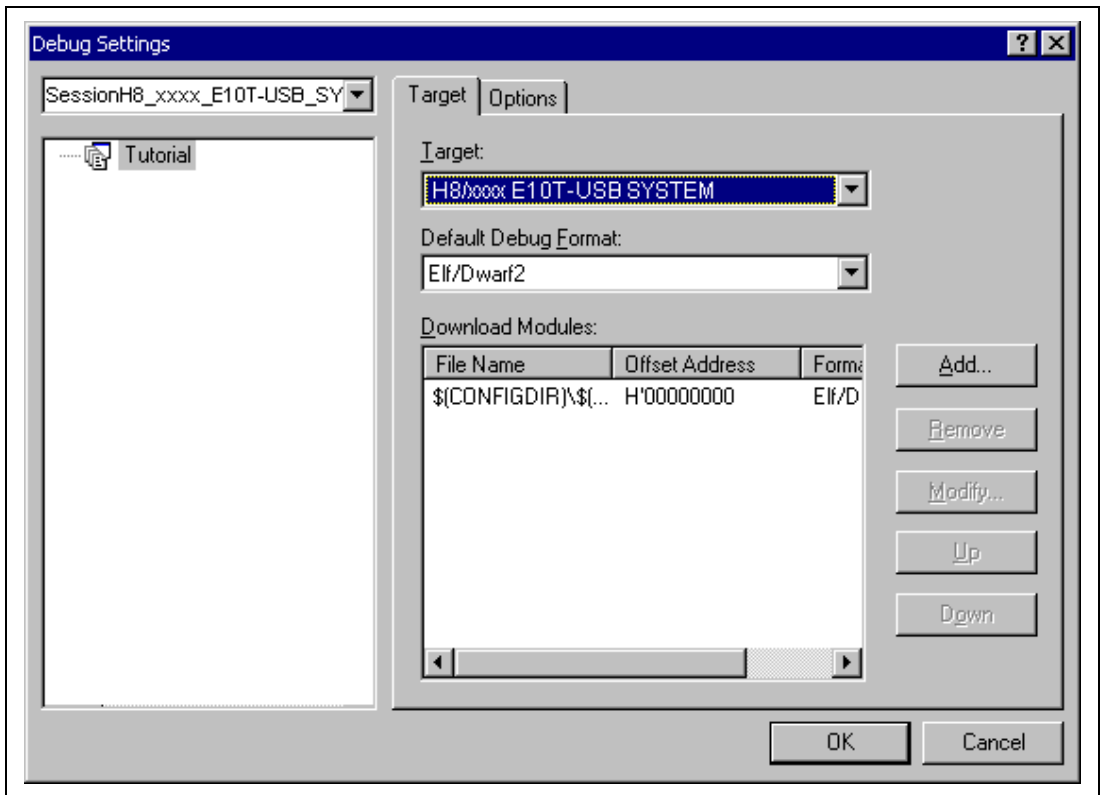 Debug Settings
SessionH8_xxxx_E10T-USB_SY
Tutorial
Target Options
Target:
H8/xxxx E10T-USB SYSTEM
Default Debug Format:
Elf/Dwarf2
Download Modules:
File Name Offset Address Forma
$(CONFIGDIR)\$(... H'00000000 Elf/D
Add...
Remove
Modify...
Up
Down
OK Cancel